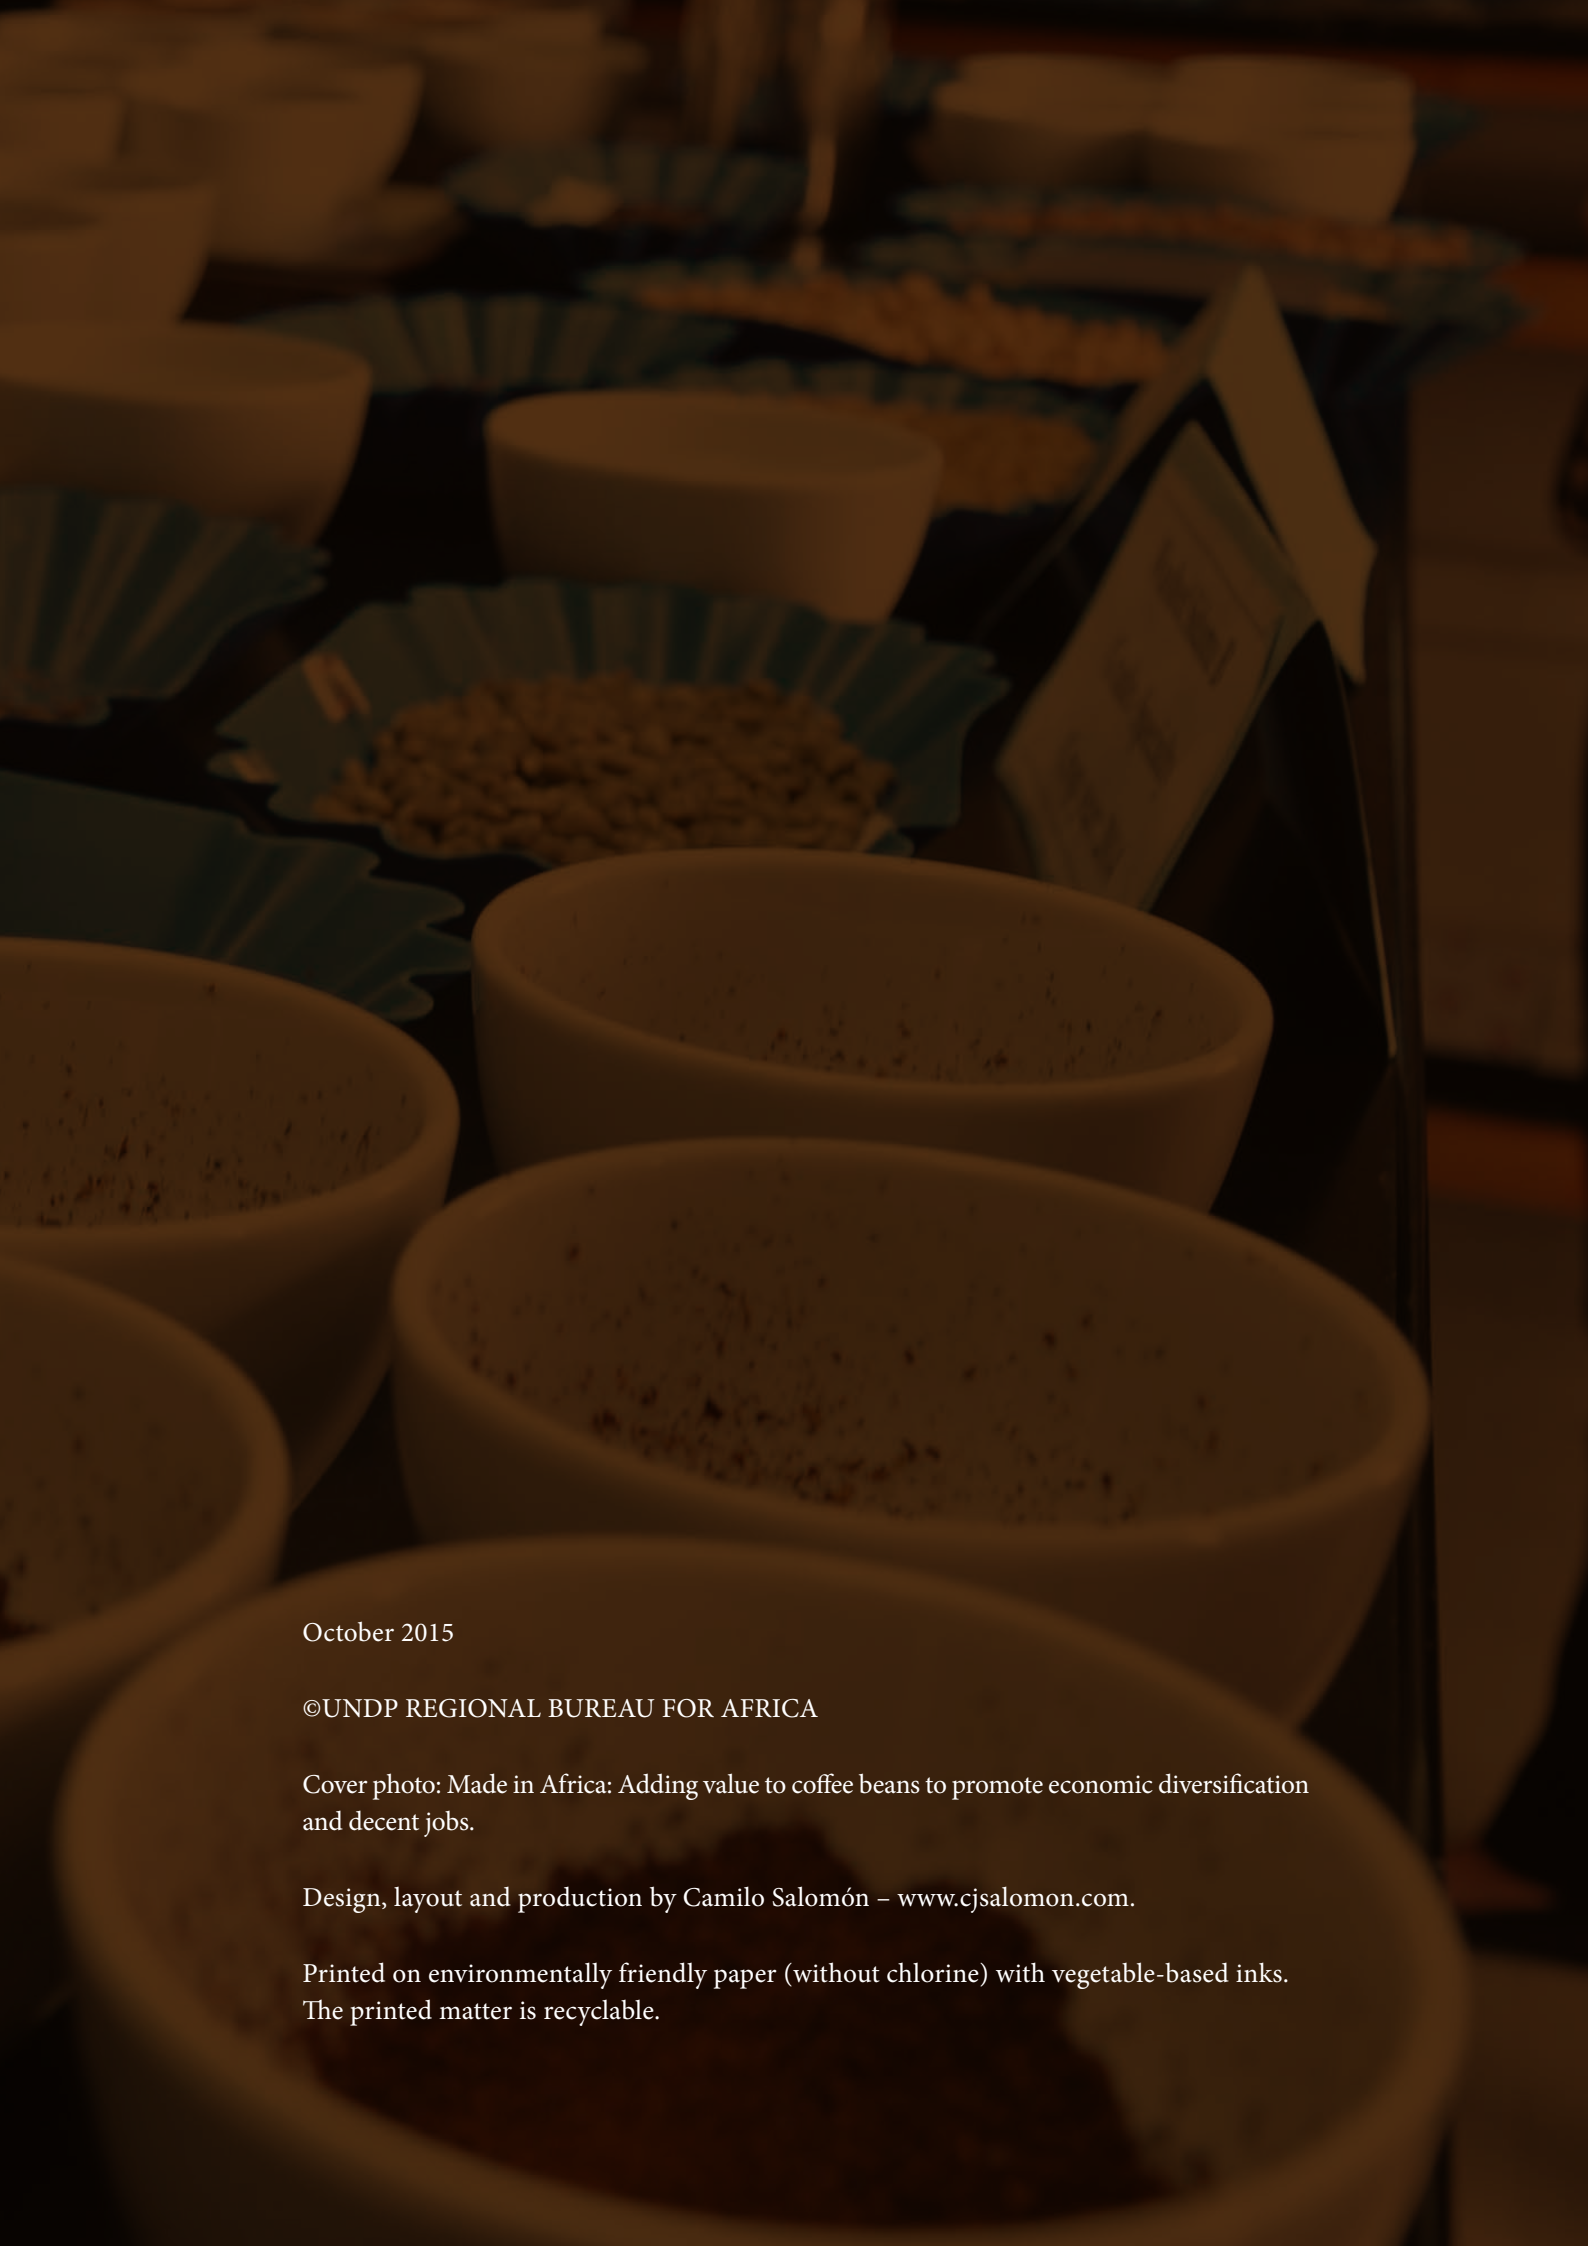 October 2015
©UNDP REGIONAL BUREAU FOR AFRICA
Cover photo: Made in Africa: Adding value to coffee beans to promote economic diversification
and decent jobs.
Design, layout and production by Camilo Salomón – www.cjsalomon.com.
Printed on environmentally friendly paper (without chlorine) with vegetable-based inks.
The printed matter is recyclable.